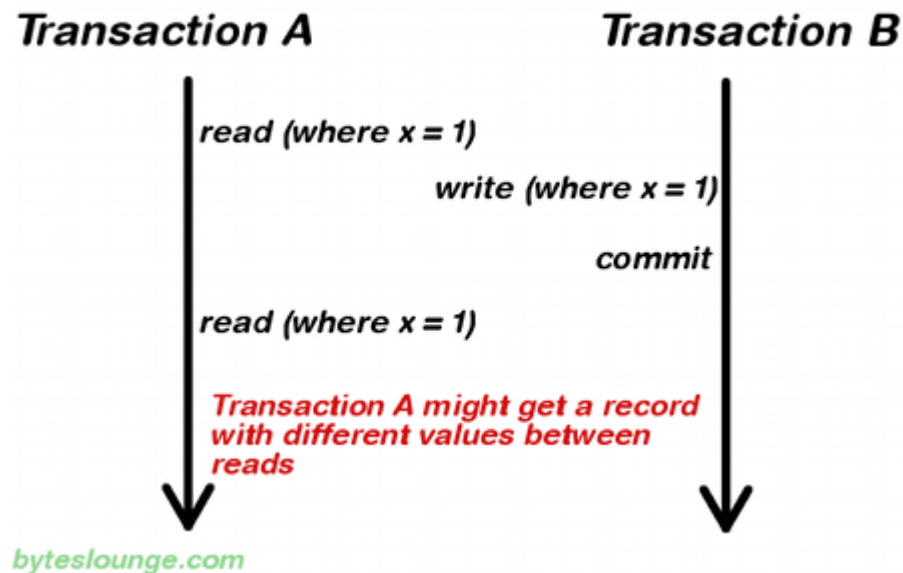 Transaction A
Transaction B
read (where x = 1)
write (where x = 1)
commit
read (where x = 1)
Transaction A might get a record
with different values between
reads
byteslounge.com